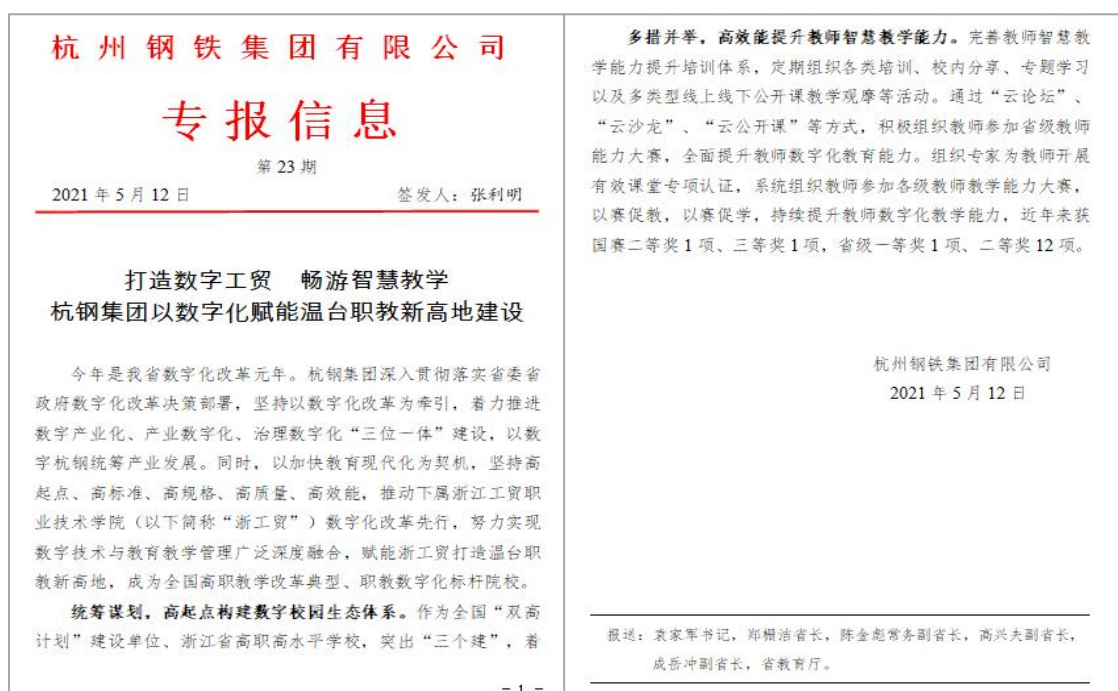 杭州钢铁集团有限公司
专报信息
第 23 期
2021 年 5 月 12 日 签发人：张利明
打造数字工贸 畅游智慧教学
杭钢集团以数字化赋能温台职教新高地建设
今年是我省数字化改革元年。杭钢集团深入贯彻落实省委省
政府数字化改革决策部署，坚持以数字化改革为牵引，着力推进
数字产业化、产业数字化、治理数字化“三位一体”建设，以数
字杭钢统筹产业发展。同时，以加快教育现代化为契机，坚持高
起点、高标准、高规格、高质量、高效能，推动下属浙江工贸职
业技术学院（以下简称“浙工贸”）数字化改革先行，努力实现
数字技术与教育教学管理广泛深度融合，赋能浙工贸打造温台职
教新高地，成为全国高职教学改革典型、职教数字化标杆院校。
统筹谋划，高起点构建数字校园生态体系。作为全国“双高
计划”建设单位、浙江省高职高水平学校，突出“三个建”，着
- 1 -
多措并举，高效能提升教师智慧教学能力。完善教师智慧教
学能力提升培训体系，定期组织各类培训、校内分享、专题学习
以及多类型线上线下公开课教学观摩等活动。通过“云论坛”、
“云沙龙”、“云公开课”等方式，积极组织教师参加省级教师
能力大赛，全面提升教师数字化教育能力。组织专家为教师开展
有效课堂专项认证，系统组织教师参加各级教师教学能力大赛，
以赛促教，以赛促学，持续提升教师数字化教学能力，近年来获
国赛二等奖 1 项、三等奖 1 项，省级一等奖 1 项、二等奖 12 项。
杭州钢铁集团有限公司
2021 年 5 月 12 日
报送：袁家军书记，郑栅洁省长，陈金彪常务副省长，高兴夫副省长，
成岳冲副省长，省教育厅。